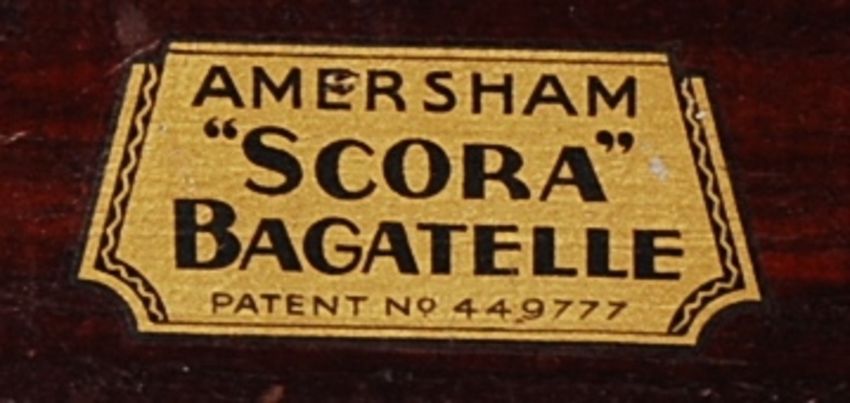 AMERSHAM
“SCORA”
BAGATELLE
PATENT No 449777